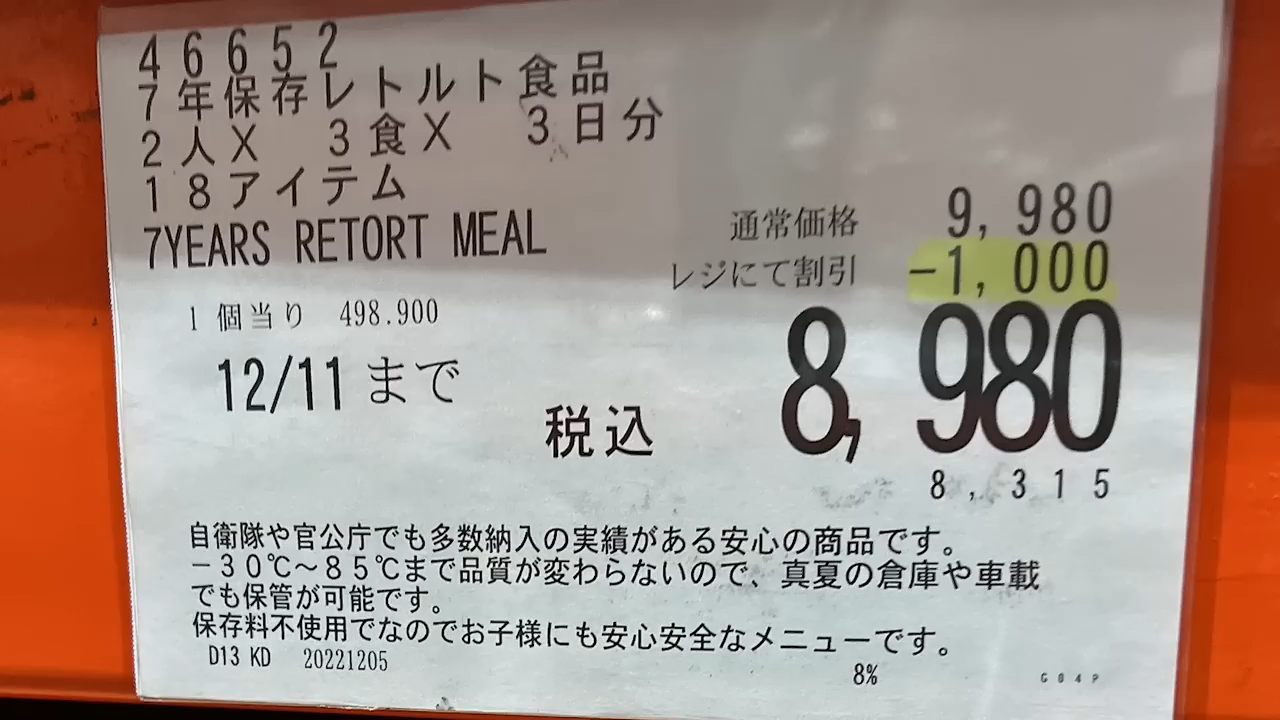 46652
7年保存レトルト食品
2人X 3食X 3日分
18アイテム
7YEARS RETORT MEAL
通常価格 9,980
レジにて割引 -1,000
1個当り 498.900
8,980
12/11まで
税込
8,315
自衛隊や官公庁でも多数納入の実績がある安心の商品です。
-30℃~85℃まで品質が変わらないので、真夏の倉庫や車載
でも保管が可能です。
保存料不使用でなのでお子様にも安心安全なメニューです。
D13 KD 20221205
8%
G04P